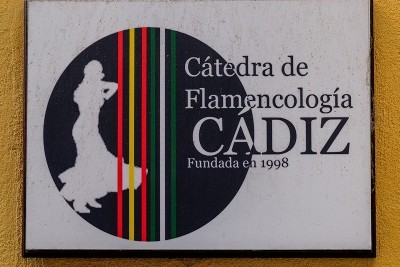 Cátedra de
Flamencología
CÁDIZ
Fundada en 1998